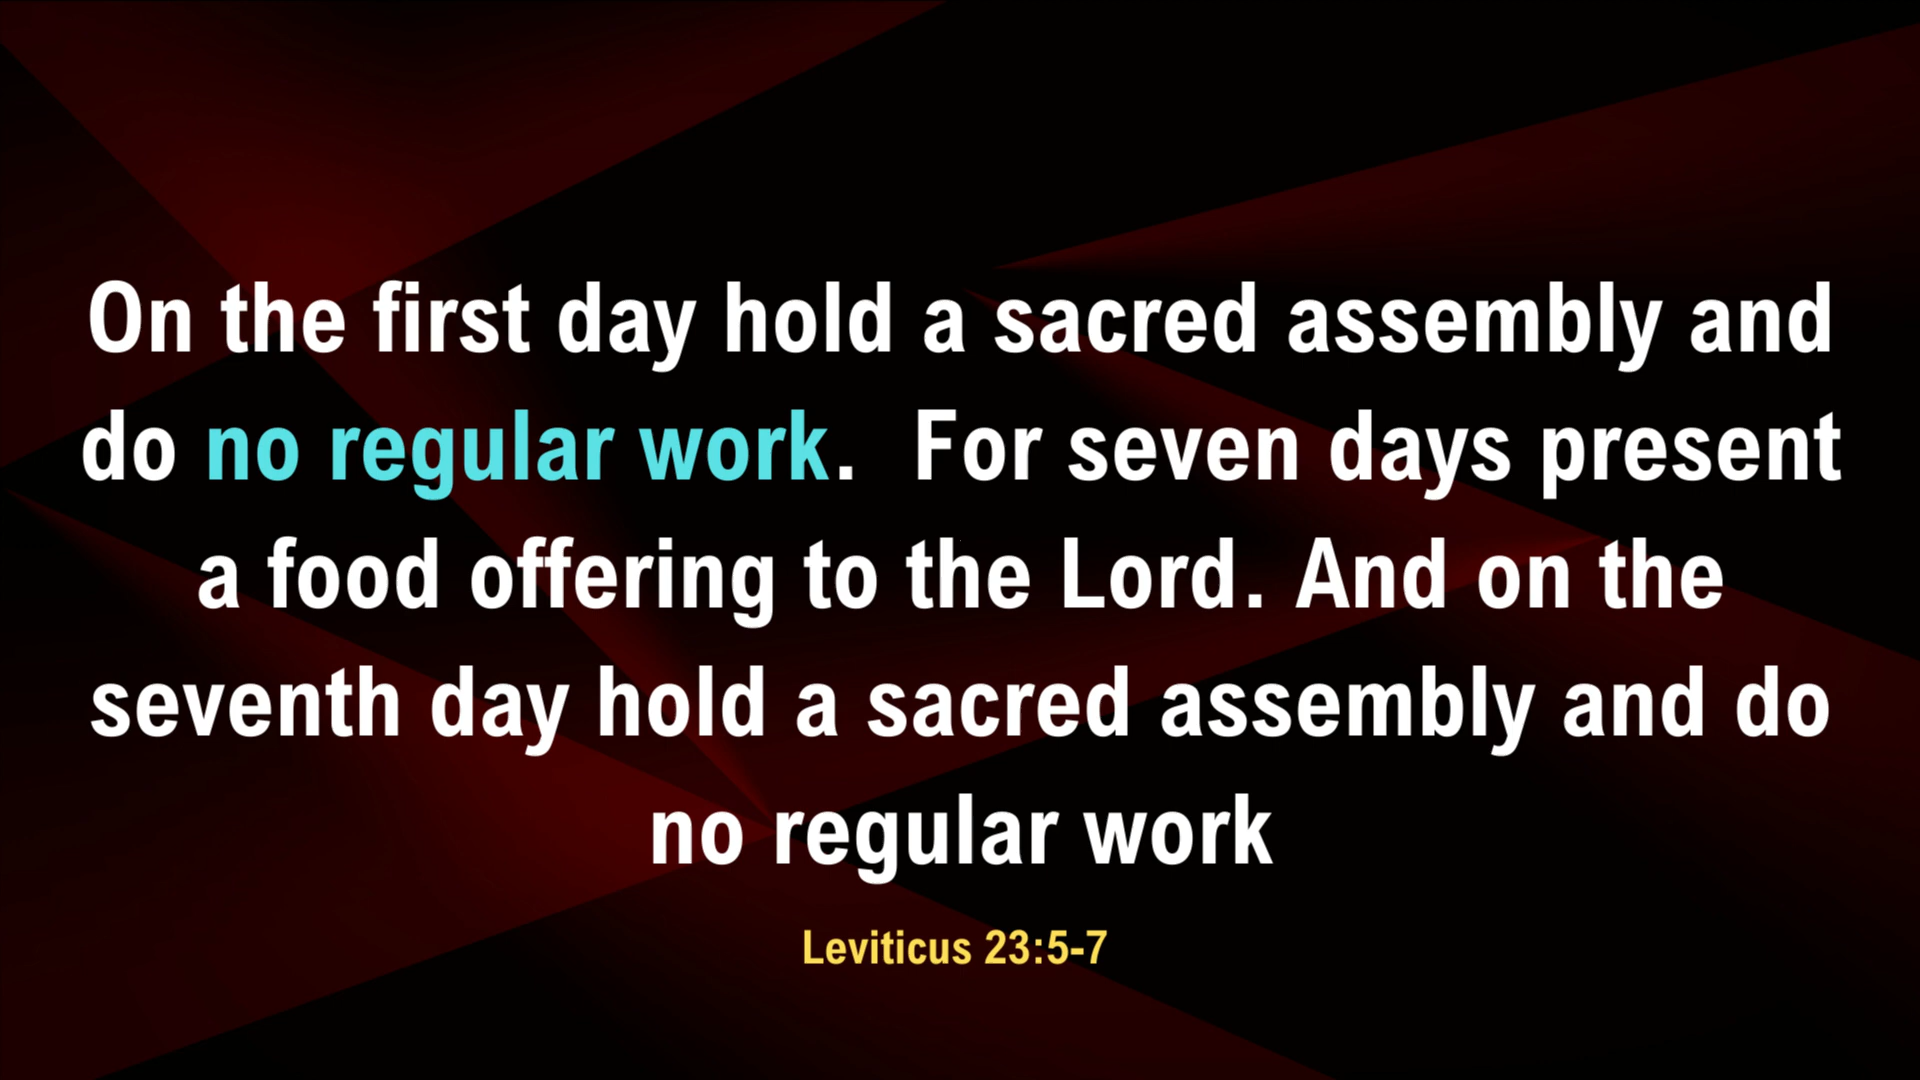 On the first day hold a sacred assembly and
do no regular work.  For seven days present
a food offering to the Lord. And on the
seventh day hold a sacred assembly and do
no regular work
Leviticus 23:5-7